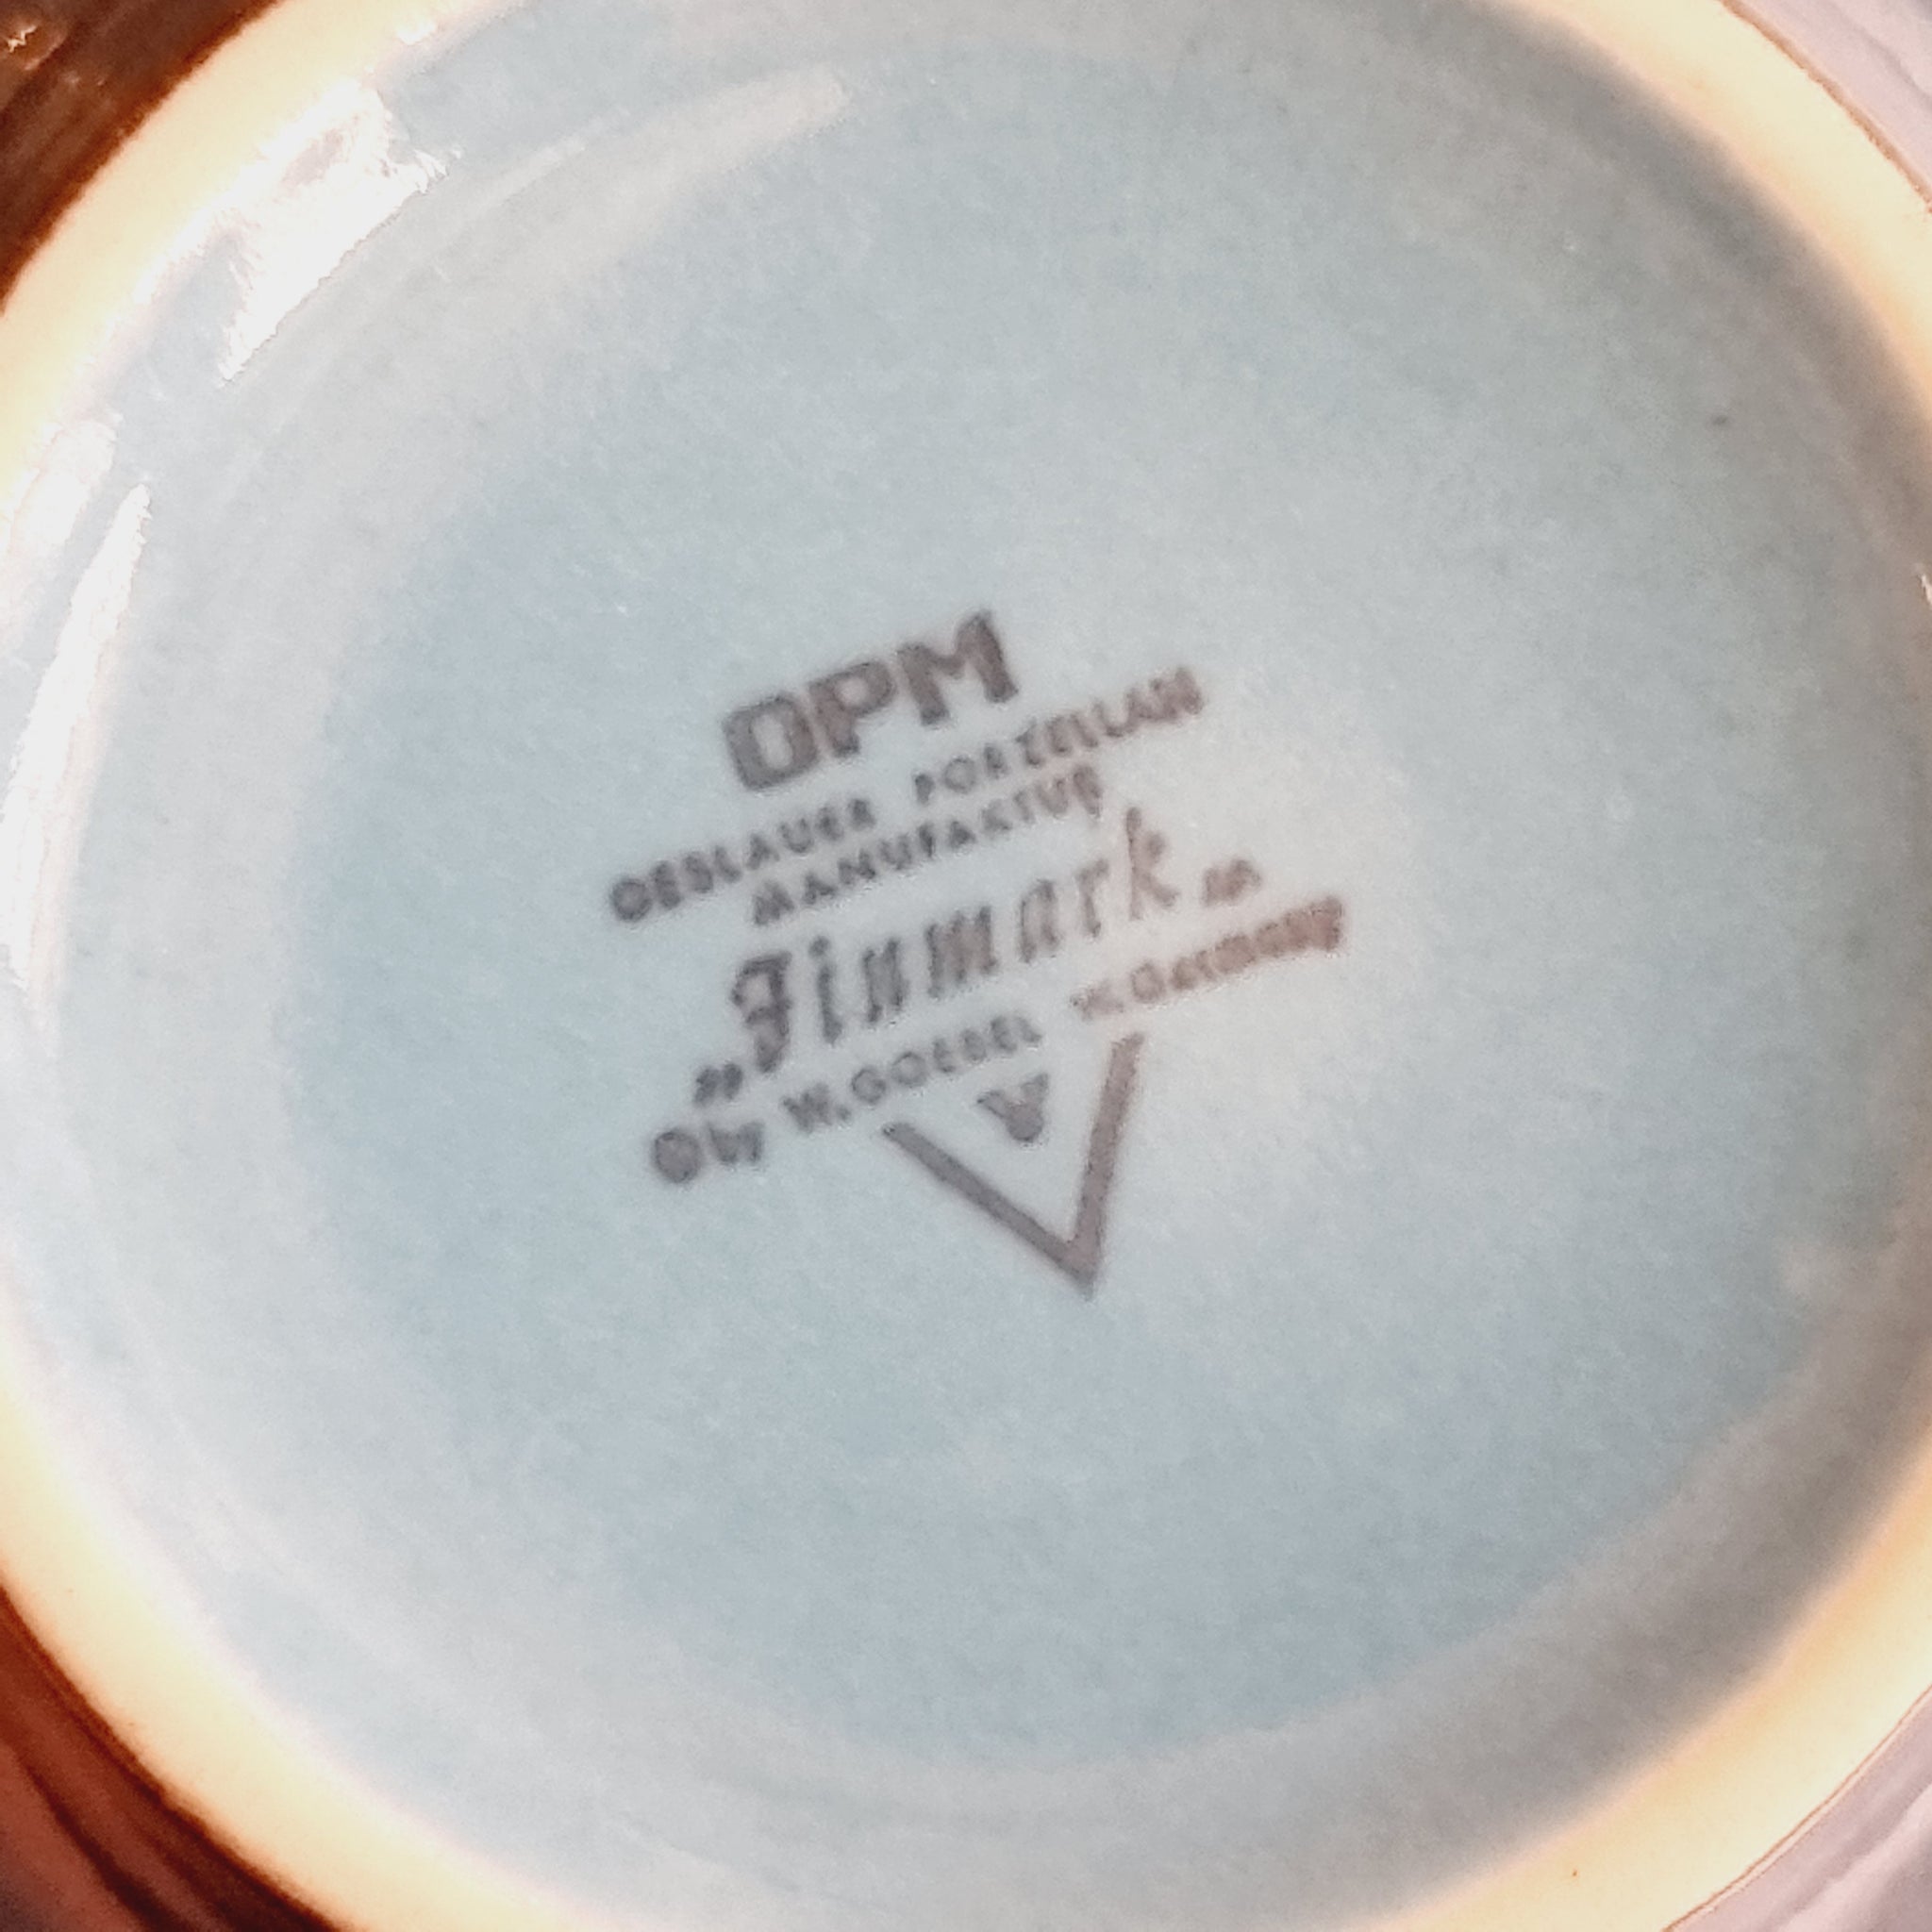 OPM
OESLAUER PORZELLAN
MANUFAKTUR
„Finmark"
© by W. GOEBEL W. Germany